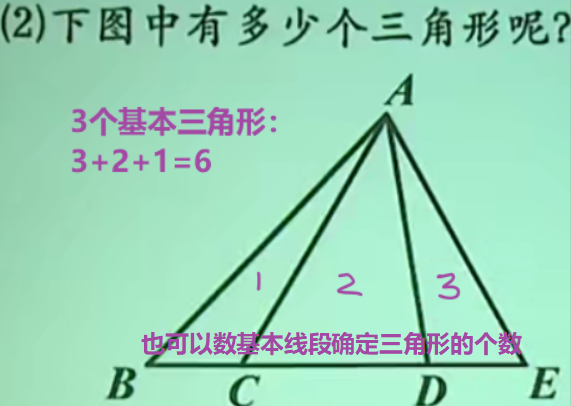 (2)下图中有多少个三角形呢?
A
3个基本三角形：
3+2+1=6
1 2 3
也可以数基本线段确定三角形的个数
B C D E